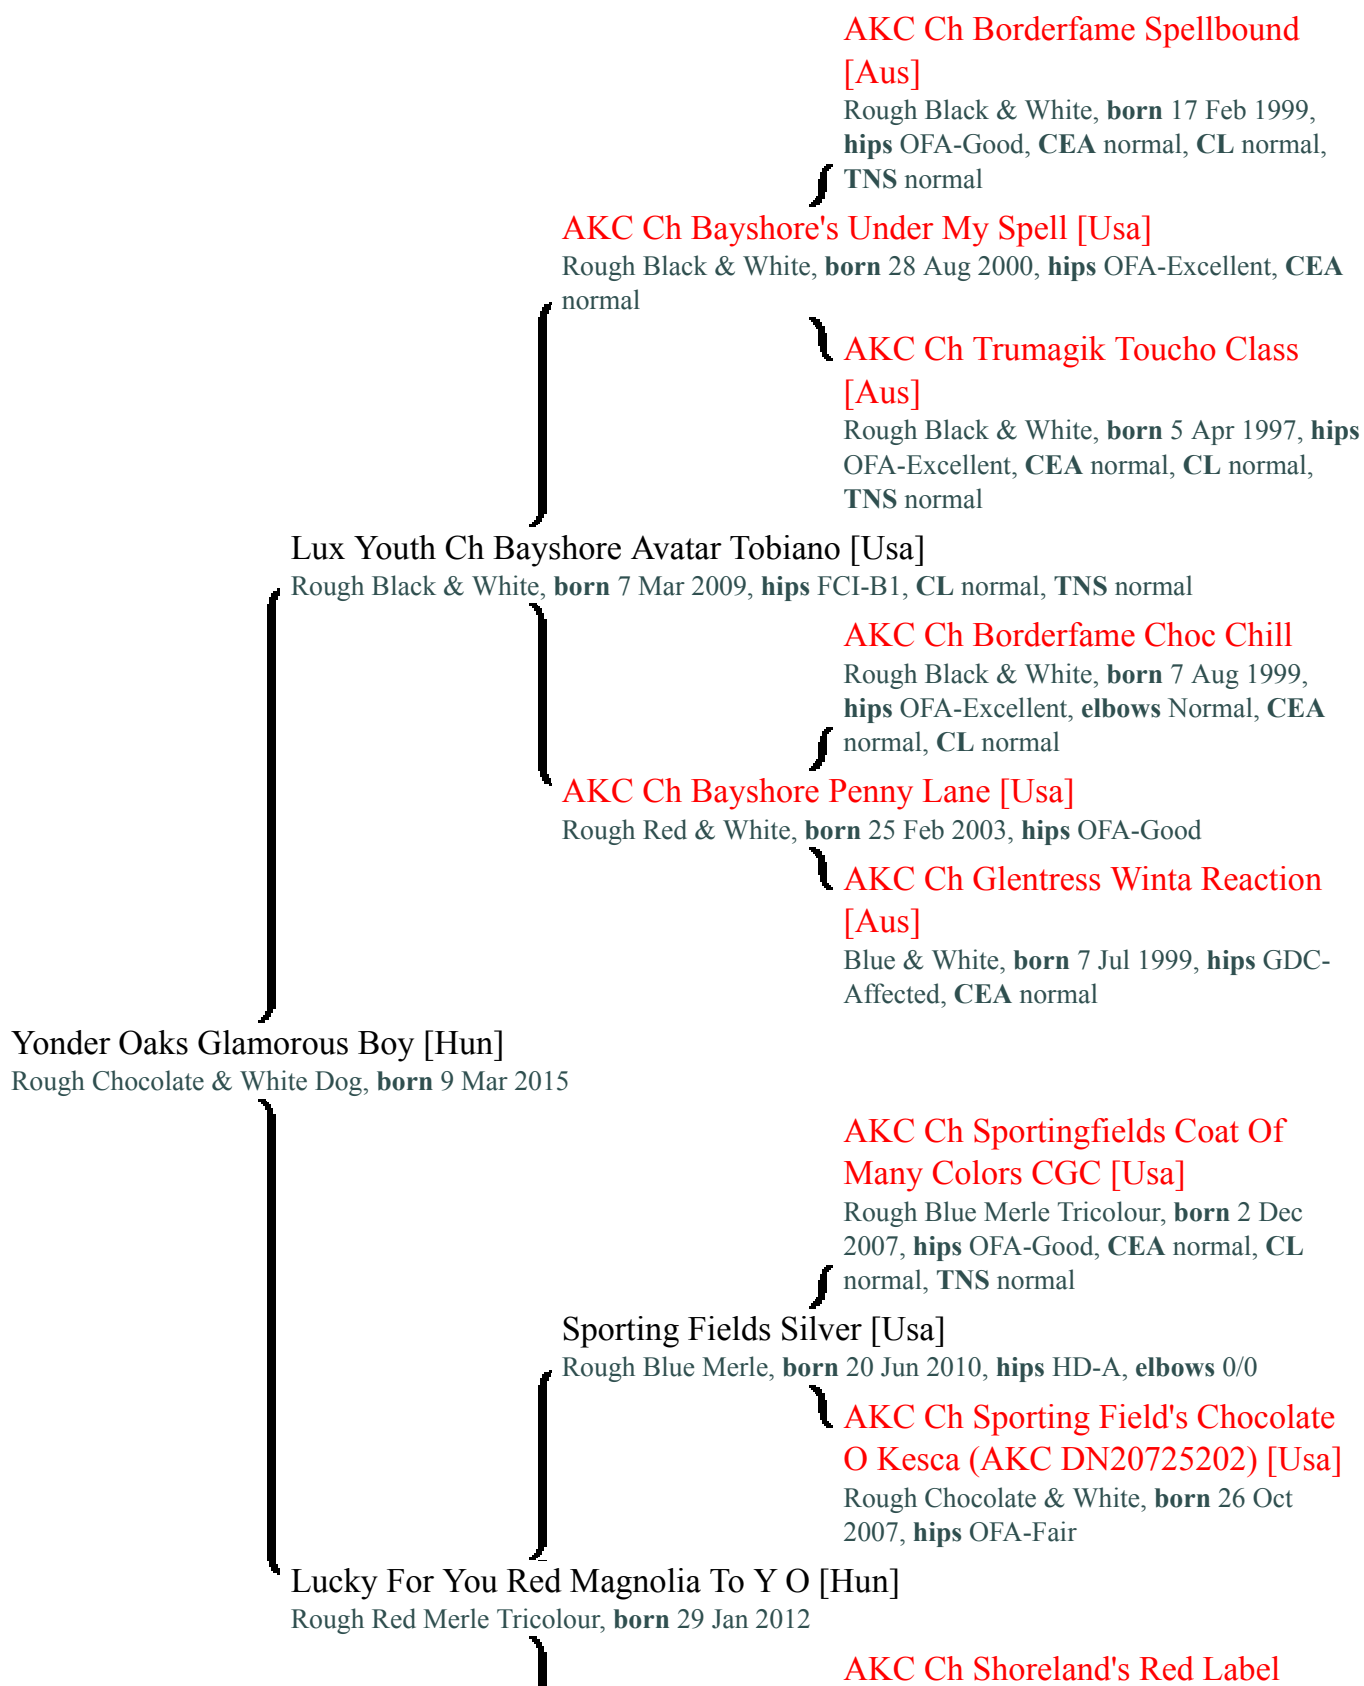 AKC Ch Borderfame Spellbound
[Aus]
Rough Black & White, born 17 Feb 1999,
hips OFA-Good, CEA normal, CL normal,
TNS normal
AKC Ch Bayshore's Under My Spell [Usa]
Rough Black & White, born 28 Aug 2000, hips OFA-Excellent, CEA
normal
AKC Ch Trumagik Toucho Class
[Aus]
Rough Black & White, born 5 Apr 1997, hips
OFA-Excellent, CEA normal, CL normal,
TNS normal
Lux Youth Ch Bayshore Avatar Tobiano [Usa]
Rough Black & White, born 7 Mar 2009, hips FCI-B1, CL normal, TNS normal
AKC Ch Borderfame Choc Chill
Rough Black & White, born 7 Aug 1999,
hips OFA-Excellent, elbows Normal, CEA
normal, CL normal
AKC Ch Bayshore Penny Lane [Usa]
Rough Red & White, born 25 Feb 2003, hips OFA-Good
AKC Ch Glentress Winta Reaction
[Aus]
Blue & White, born 7 Jul 1999, hips GDC-
Affected, CEA normal
Yonder Oaks Glamorous Boy [Hun]
Rough Chocolate & White Dog, born 9 Mar 2015
AKC Ch Sportingfields Coat Of
Many Colors CGC [Usa]
Rough Blue Merle Tricolour, born 2 Dec
2007, hips OFA-Good, CEA normal, CL
normal, TNS normal
Sporting Fields Silver [Usa]
Rough Blue Merle, born 20 Jun 2010, hips HD-A, elbows 0/0
AKC Ch Sporting Field's Chocolate
O Kesca (AKC DN20725202) [Usa]
Rough Chocolate & White, born 26 Oct
2007, hips OFA-Fair
Lucky For You Red Magnolia To Y O [Hun]
Rough Red Merle Tricolour, born 29 Jan 2012
AKC Ch Shoreland's Red Label